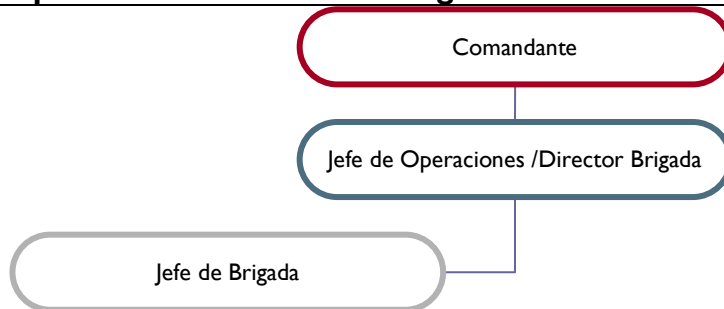 Comandante
Jefe de Operaciones /Director Brigada
Jefe de Brigada